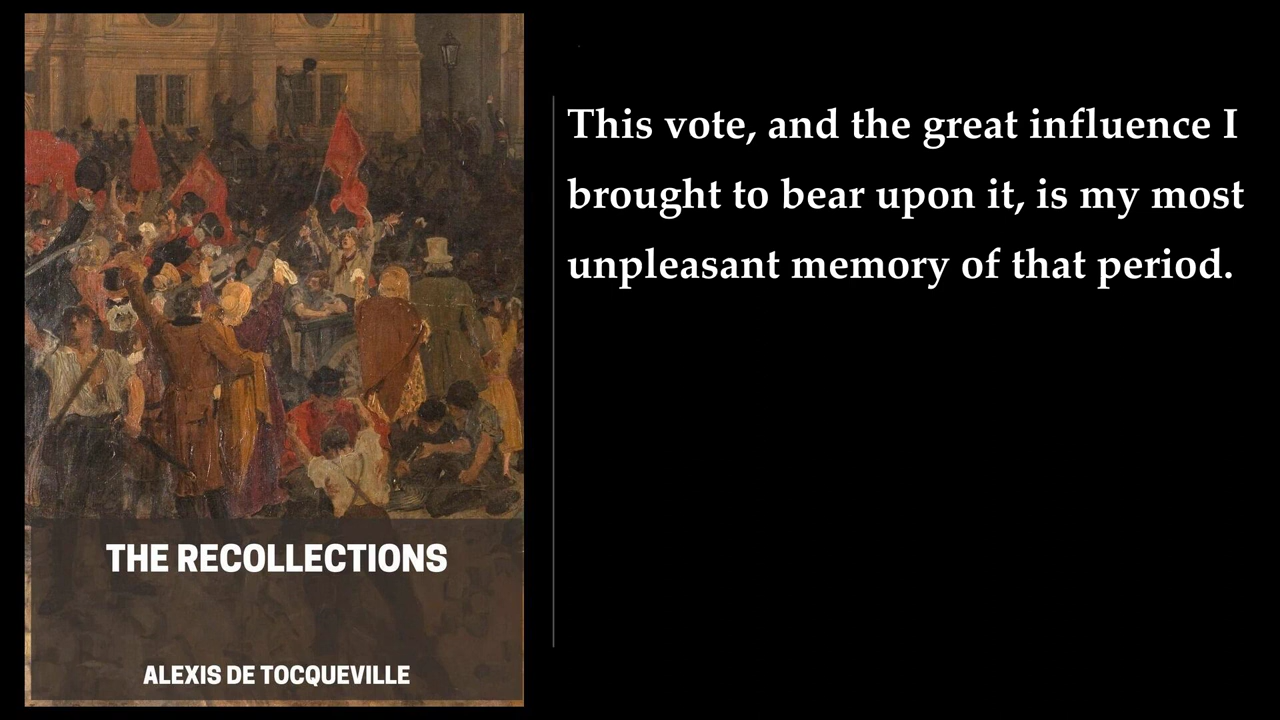 This vote, and the great influence I
brought to bear upon it, is my most
unpleasant memory of that period.
THE RECOLLECTIONS
ALEXIS DE TOCQUEVILLE